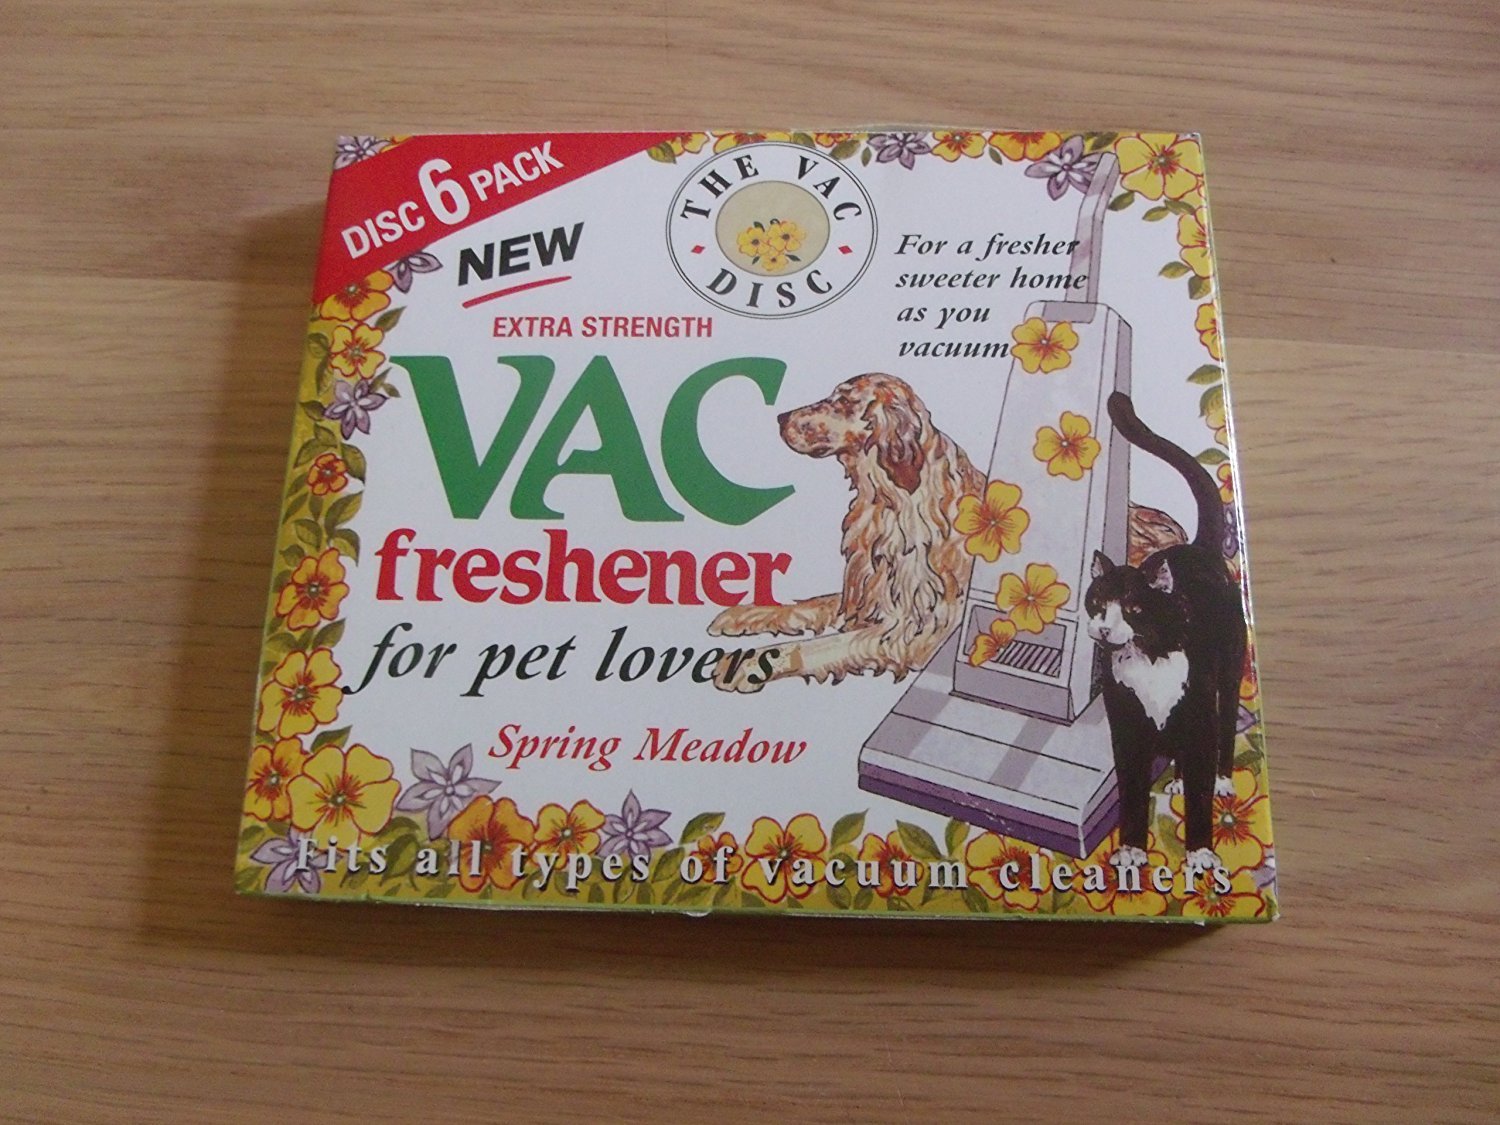 DISC 6 PACK
NEW
THE VAC
DISC
For a fresher
sweeter home
as you
vacuum
EXTRA STRENGTH
VAC
freshener
for pet lovers
Spring Meadow
Fits all types of vacuum cleaners